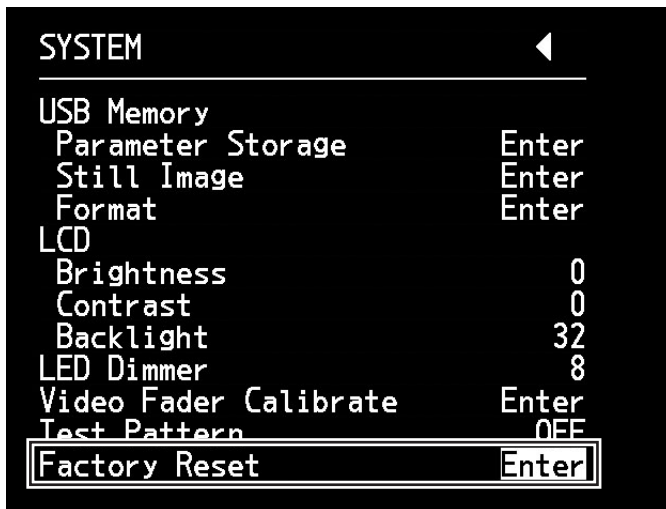 SYSTEM
USB Memory
Parameter Storage Enter
Still Image Enter
Format Enter
LCD
Brightness 0
Contrast 0
Backlight 32
LED Dimmer 8
Video Fader Calibrate Enter
Test Pattern OFF
Factory Reset Enter